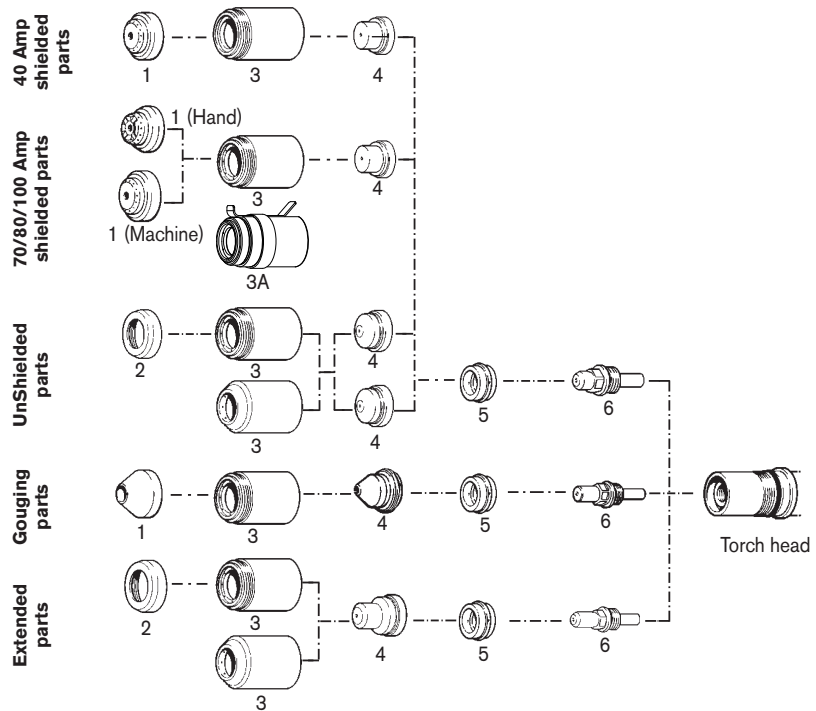 40 Amp
shielded
parts
1
3
4
70/80/100 Amp
shielded parts
1 (Hand)
1 (Machine)
3
4
3A
UnShielded
parts
2
3
4
3
4
5
6
Gouging
parts
1
3
4
5
6
Torch head
Extended
parts
2
3
4
5
6
3